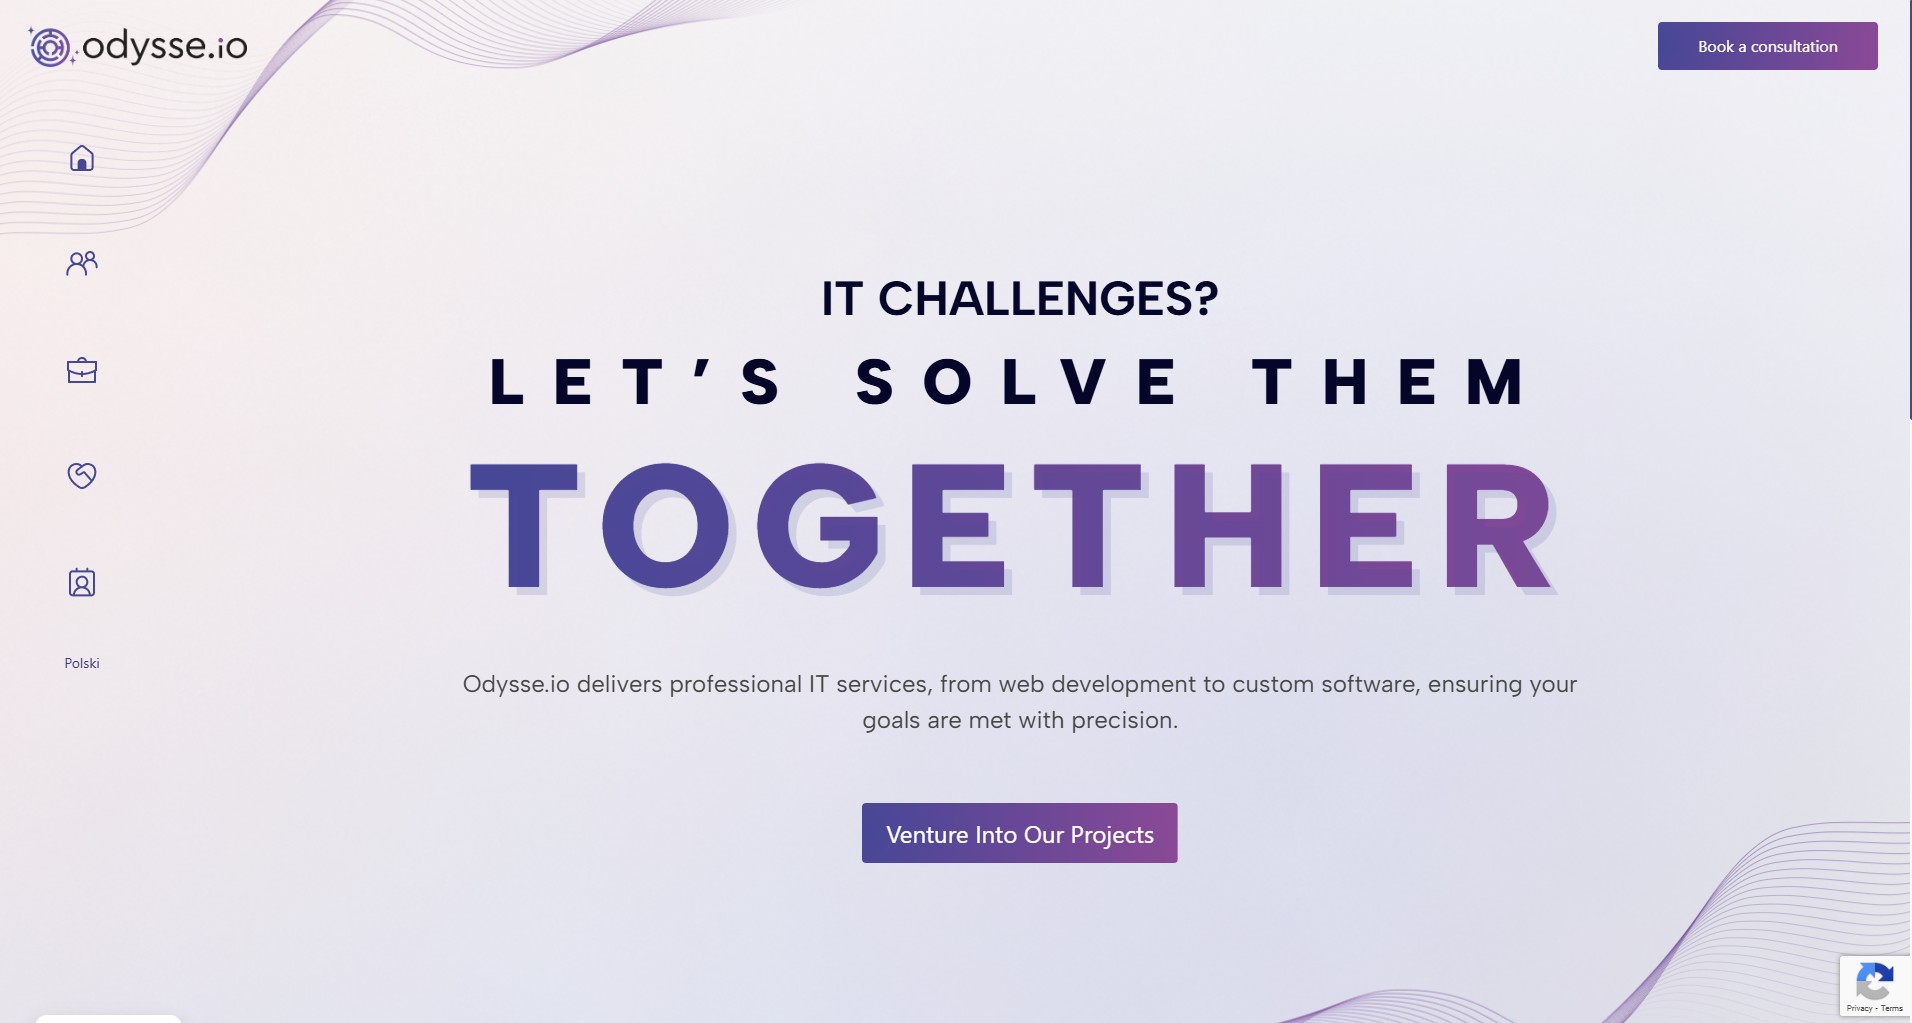 odysse.io
Book a consultation
IT CHALLENGES?
LET’S SOLVE THEM
TOGETHER
Polski
Odysse.io delivers professional IT services, from web development to custom software, ensuring your
goals are met with precision.
Venture Into Our Projects
Privacy - Terms